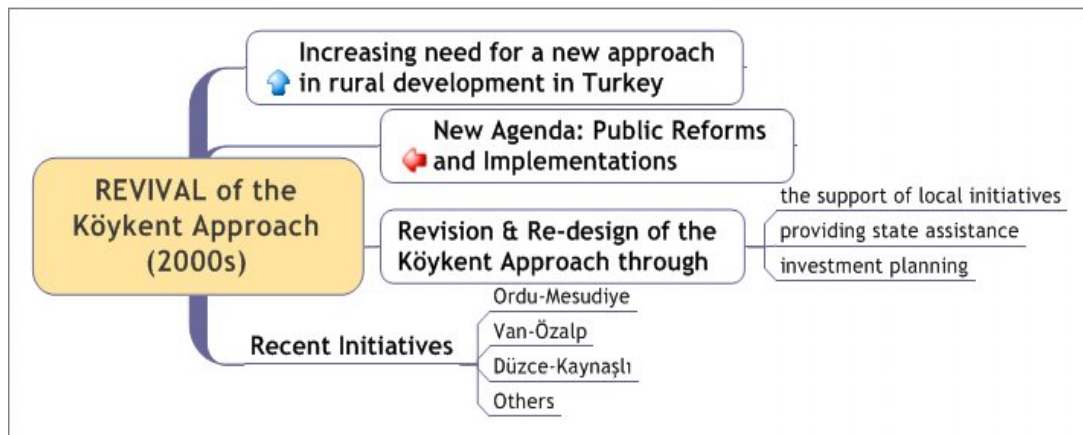 Increasing need for a new approach
in rural development in Turkey
New Agenda: Public Reforms
and Implementations
REVIVAL of the
Köykent Approach
(2000s)
Revision & Re-design of the
Köykent Approach through
the support of local initiatives
providing state assistance
investment planning
Recent Initiatives
Ordu-Mesudiye
Van-Özalp
Düzce-Kaynaşlı
Others